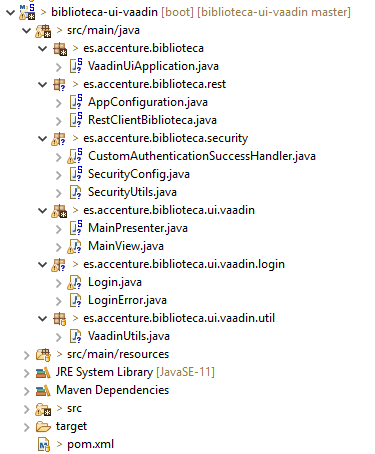 > biblioteca-ui-vaadin [boot] [biblioteca-ui-vaadin master]
> src/main/java
> es.accenture.biblioteca
> VaadinUiApplication.java
> es.accenture.biblioteca.rest
> AppConfiguration.java
> RestClientBiblioteca.java
> es.accenture.biblioteca.security
> CustomAuthenticationSuccessHandler.java
> SecurityConfig.java
> SecurityUtils.java
> es.accenture.biblioteca.ui.vaadin
> MainPresenter.java
> MainView.java
> es.accenture.biblioteca.ui.vaadin.login
> Login.java
> LoginError.java
> es.accenture.biblioteca.ui.vaadin.util
> VaadinUtils.java
> src/main/resources
JRE System Library [JavaSE-11]
Maven Dependencies
> src
target
> pom.xml